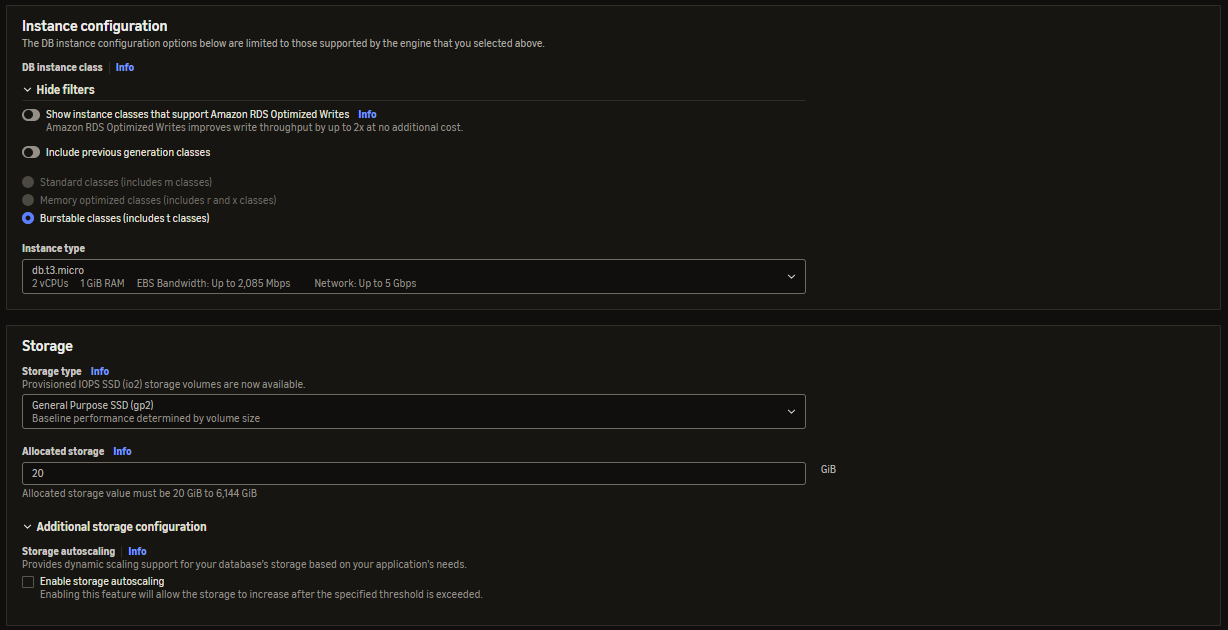 Instance configuration
The DB instance configuration options below are limited to those supported by the engine that you selected above.
DB instance class Info
Hide filters
Show instance classes that support Amazon RDS Optimized Writes Info
Amazon RDS Optimized Writes improves write throughput by up to 2x at no additional cost.
Include previous generation classes
Standard classes (includes m classes)
Memory optimized classes (includes r and x classes)
Burstable classes (includes t classes)
Instance type
db.t3.micro
2 vCPUs 1 GiB RAM EBS Bandwidth: Up to 2,085 Mbps Network: Up to 5 Gbps
Storage
Storage type Info
Provisioned IOPS SSD (io2) storage volumes are now available.
General Purpose SSD (gp2)
Baseline performance determined by volume size
Allocated storage Info
20 GiB
Allocated storage value must be 20 GiB to 6,144 GiB
Additional storage configuration
Storage autoscaling Info
Provides dynamic scaling support for your database's storage based on your application's needs.
Enable storage autoscaling
Enabling this feature will allow the storage to increase after the specified threshold is exceeded.